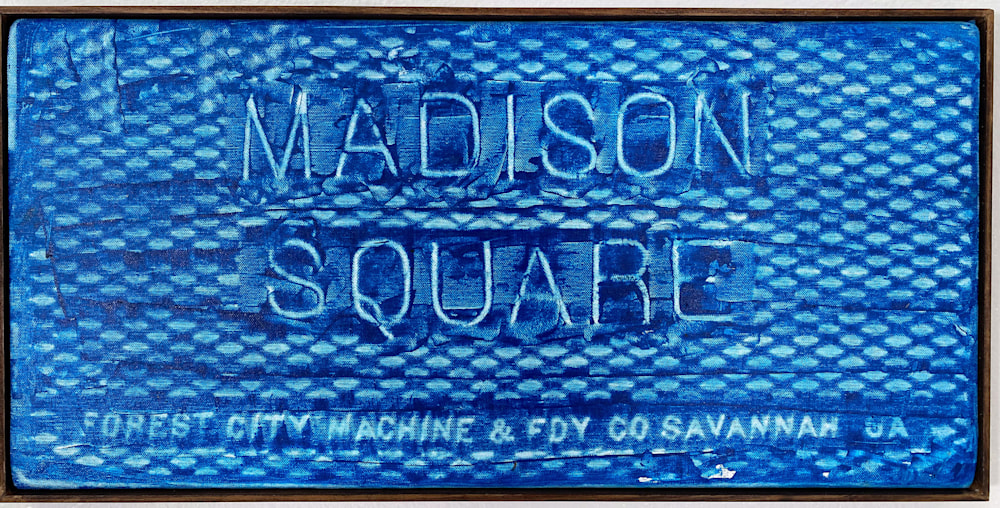 MADISON
SQUARE
FOREST CITY MACHINE & FDY CO SAVANNAH GA